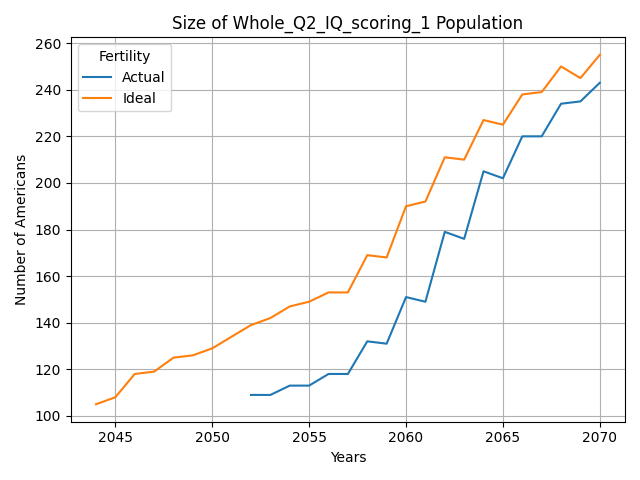 Size of Whole_Q2_IQ_scoring_1 Population
Number of Americans
260
240
220
200
180
160
140
120
100
Fertility
Actual
Ideal
2045 2050 2055 2060 2065 2070
Years